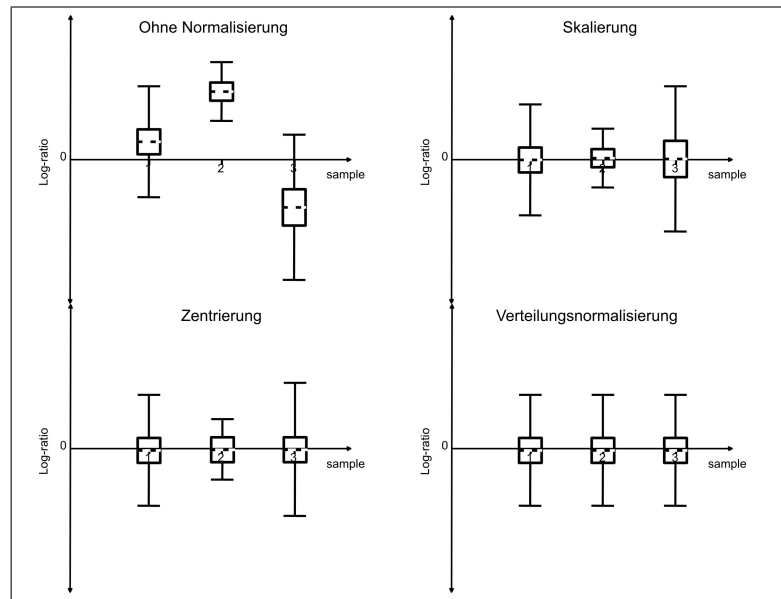 Ohne Normalisierung
Log-ratio
0
1
2
3
sample
Skalierung
Log-ratio
0
1
2
3
sample
Zentrierung
Log-ratio
0
1
2
3
sample
Verteilungsnormalisierung
Log-ratio
0
1
2
3
sample